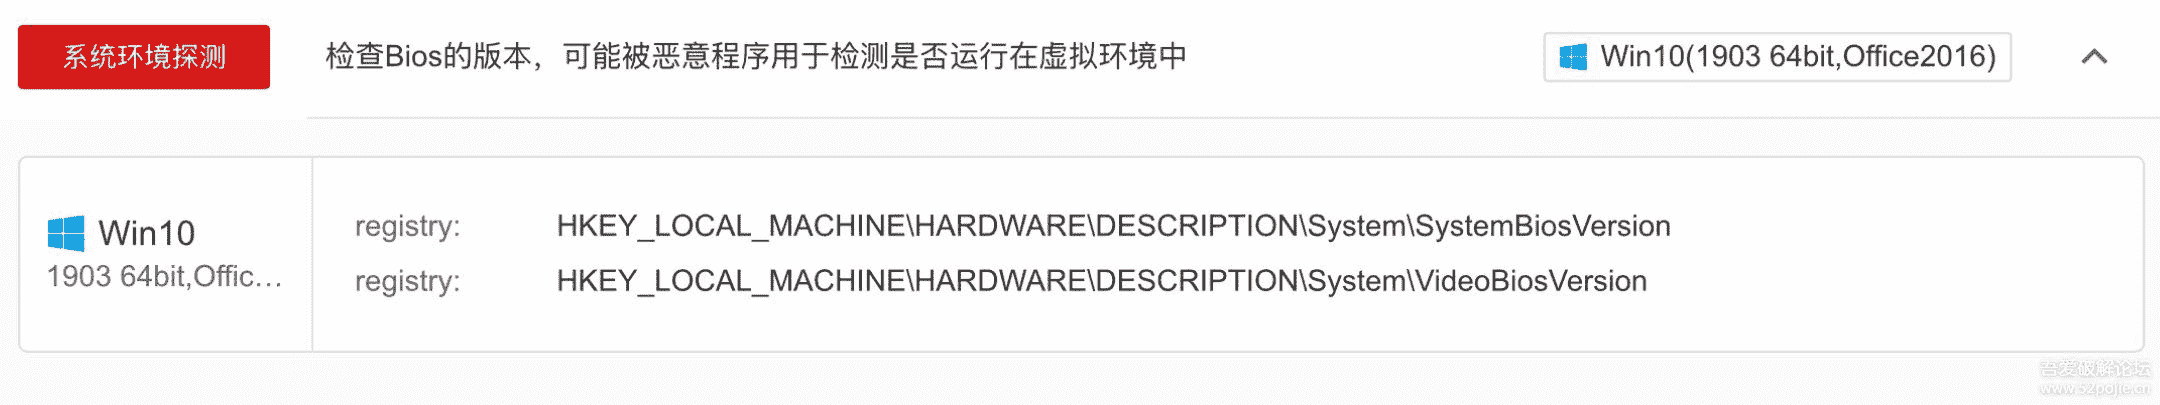 系统环境探测
检查Bios的版本，可能被恶意程序用于检测是否运行在虚拟环境中
Win10(1903 64bit,Office2016)
Win10
1903 64bit,Offic...
registry: HKEY_LOCAL_MACHINE\HARDWARE\DESCRIPTION\System\SystemBiosVersion
registry: HKEY_LOCAL_MACHINE\HARDWARE\DESCRIPTION\System\VideoBiosVersion
吾爱破解论坛
www.52pojie.cn